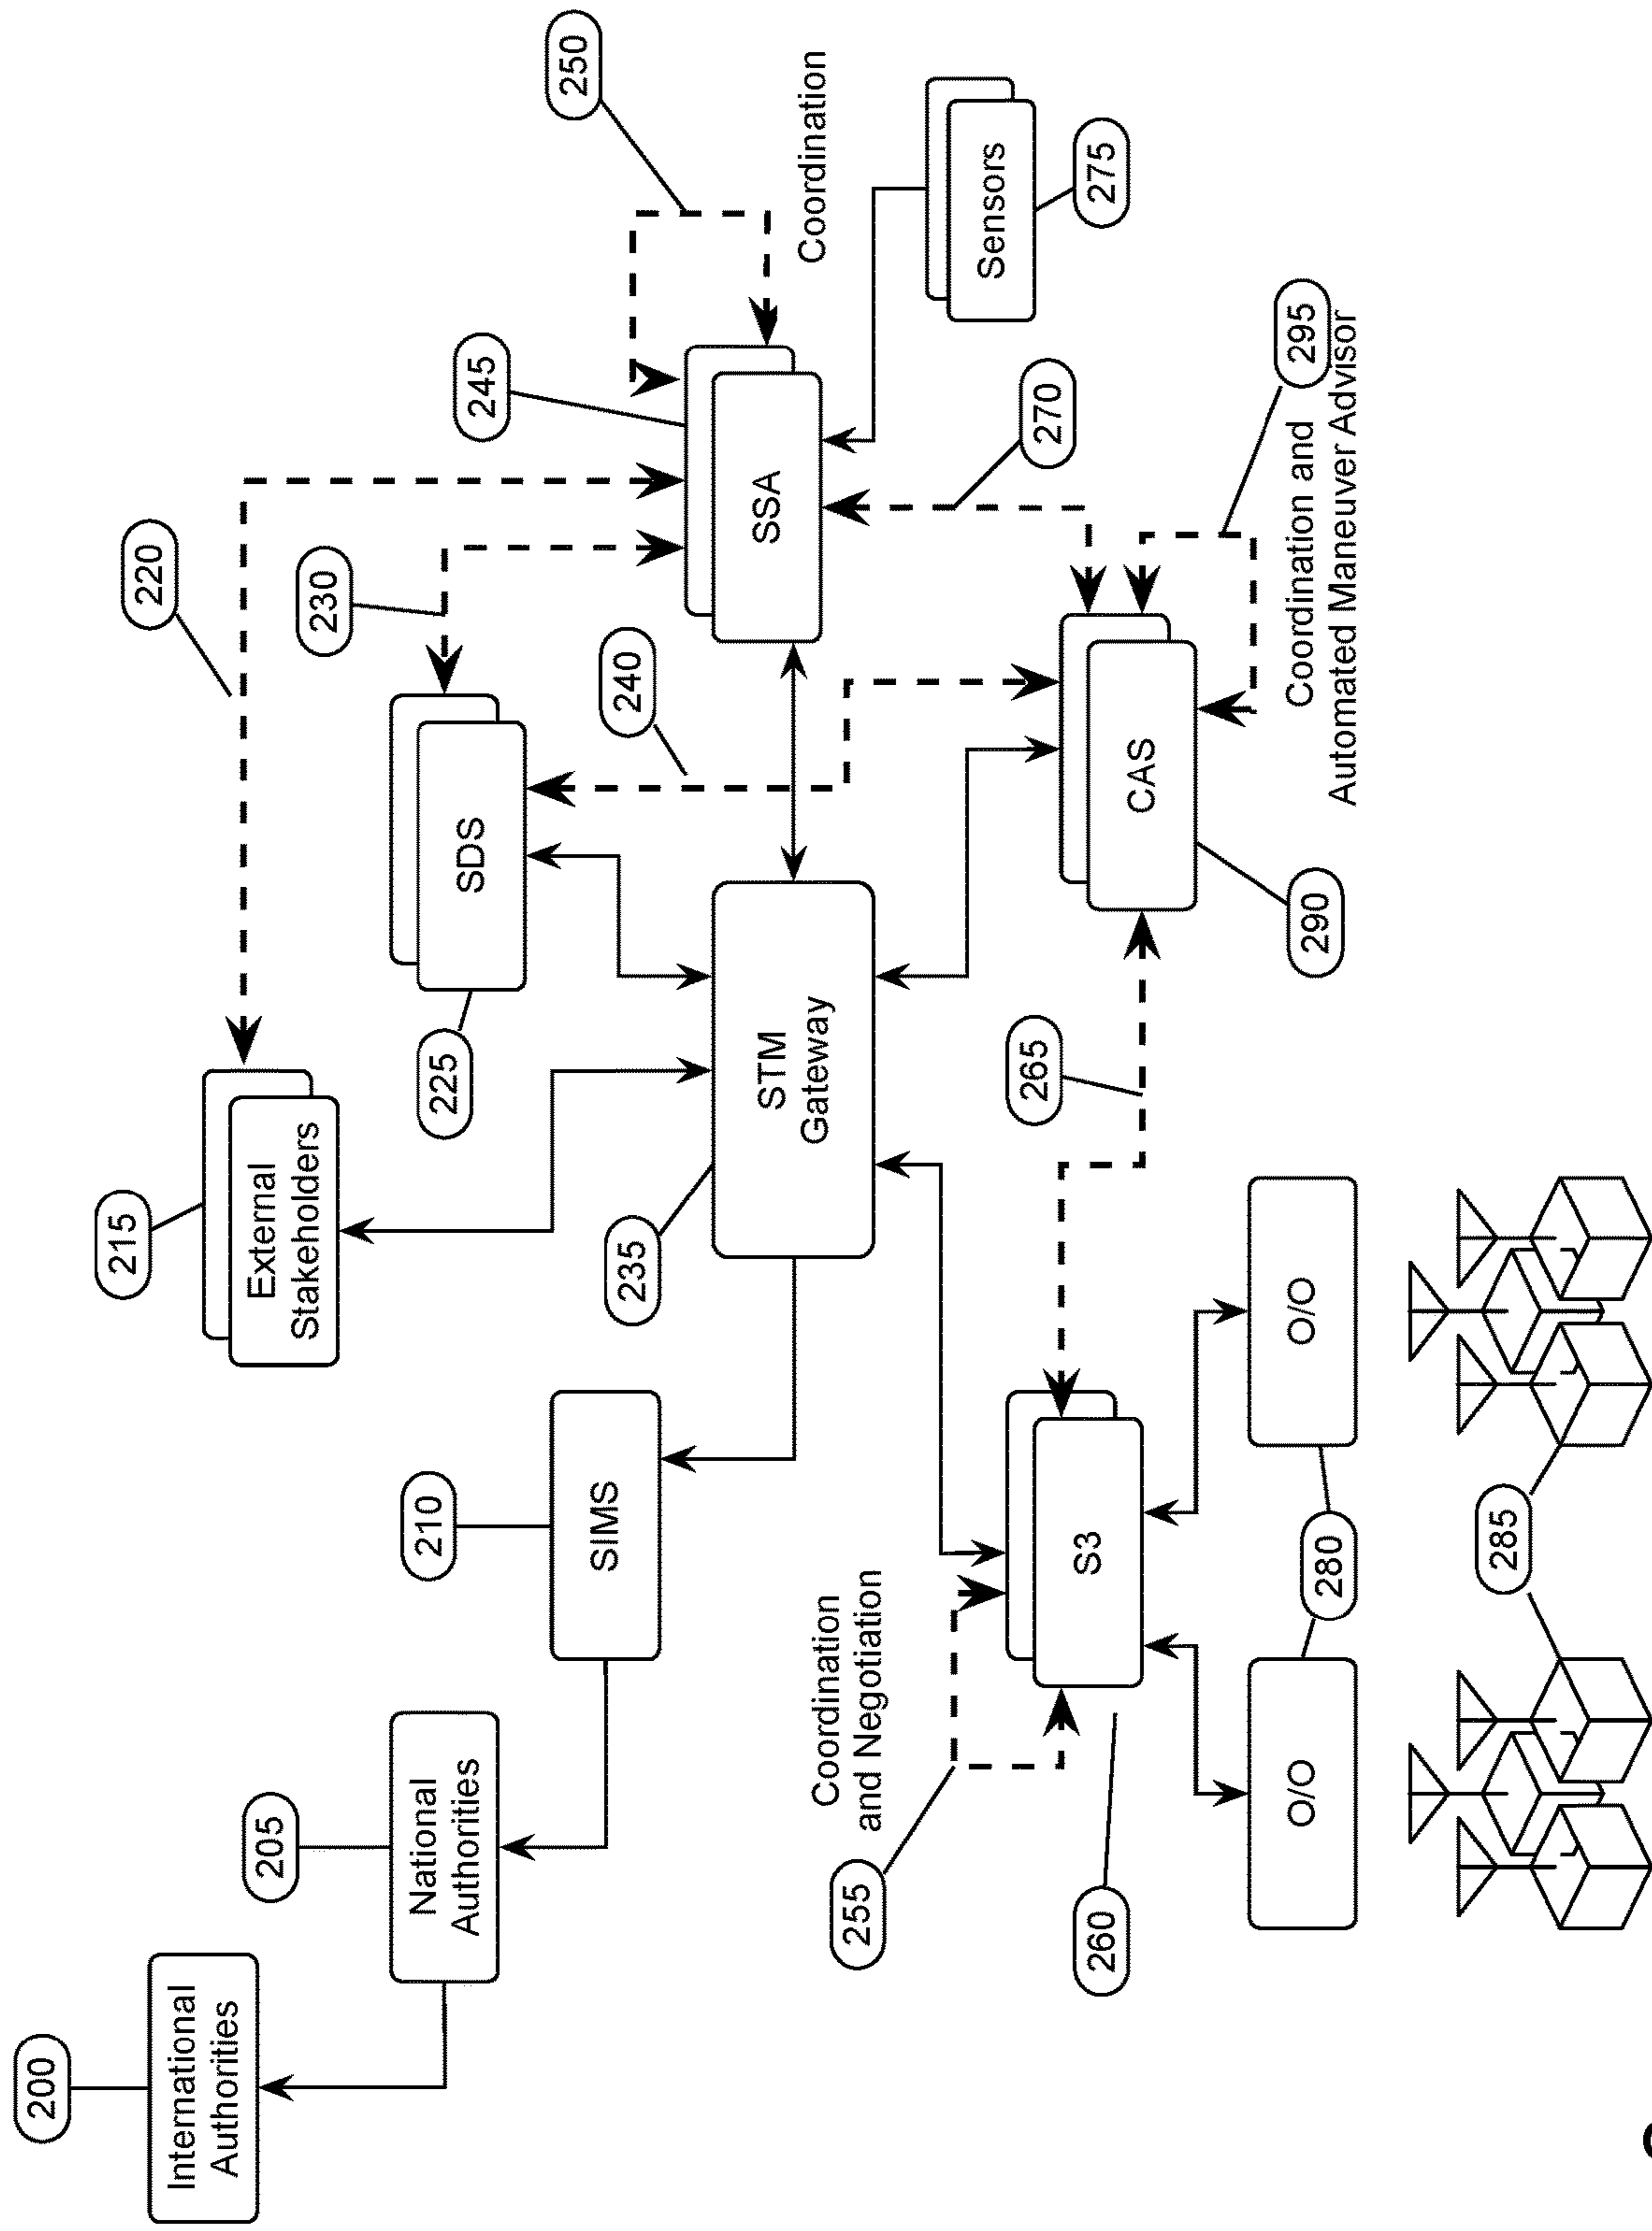 200
International
Authorities
205
National
Authorities
210
SIMS
215
External
Stakeholders
220
225
SDS
230
235
STM
Gateway
240
245
SSA
250
Coordination
255
Coordination
and Negotiation
260
S3
265
270
Sensors
275
280
O/O
O/O
285
CAS
290
295
Coordination and
Automated Maneuver Advisor